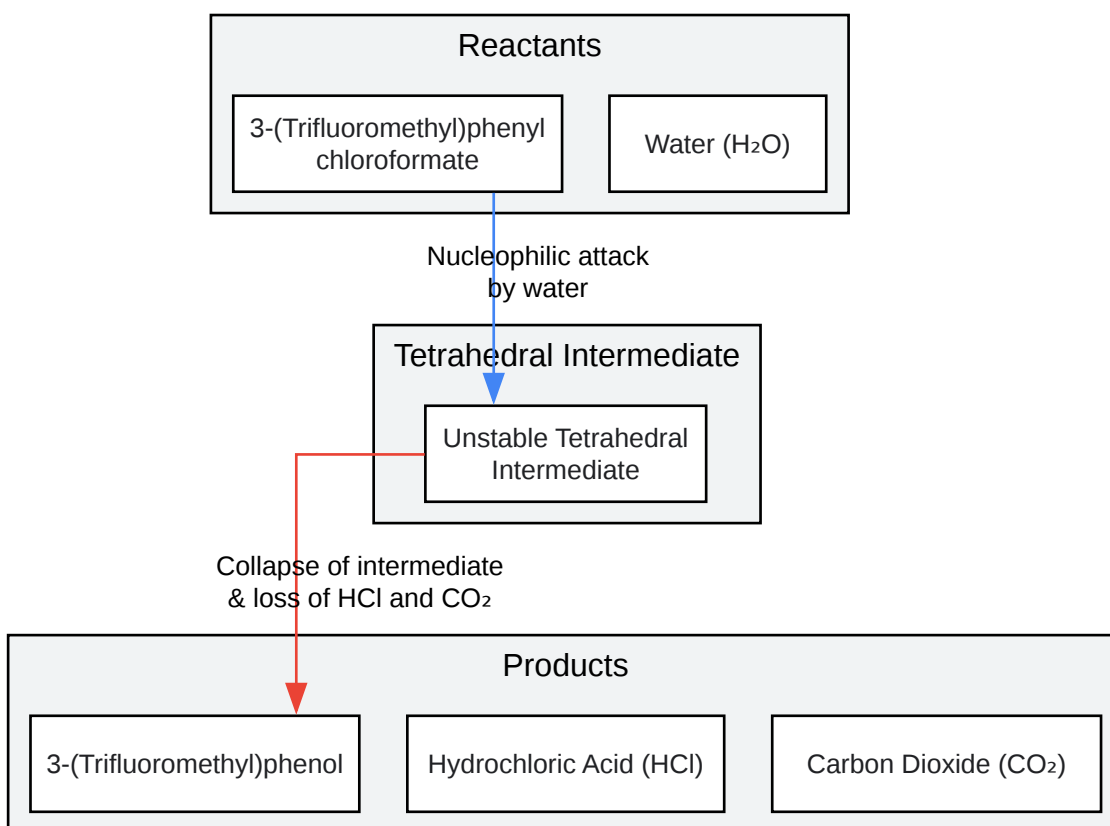 Reactants
3-(Trifluoromethyl)phenyl
chloroformate
Water (H₂O)
Nucleophilic attack
by water
Tetrahedral Intermediate
Unstable Tetrahedral
Intermediate
Collapse of intermediate
& loss of HCl and CO₂
Products
3-(Trifluoromethyl)phenol
Hydrochloric Acid (HCl)
Carbon Dioxide (CO₂)